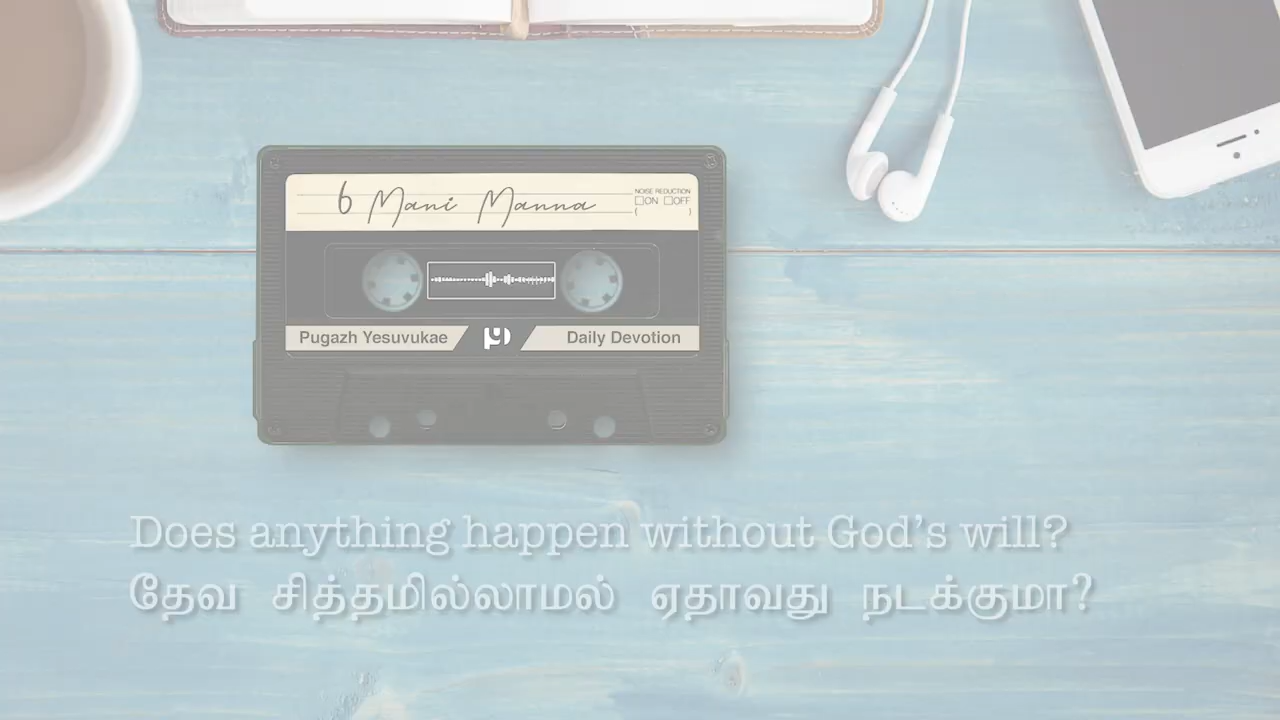 6 Mani Manna
NOISE REDUCTION
☐ON ☐OFF
( )
Pugazh Yesuvukae
Daily Devotion
Does anything happen without God's will?
தேவ சித்தமில்லாமல் ஏதாவது நடக்குமா?